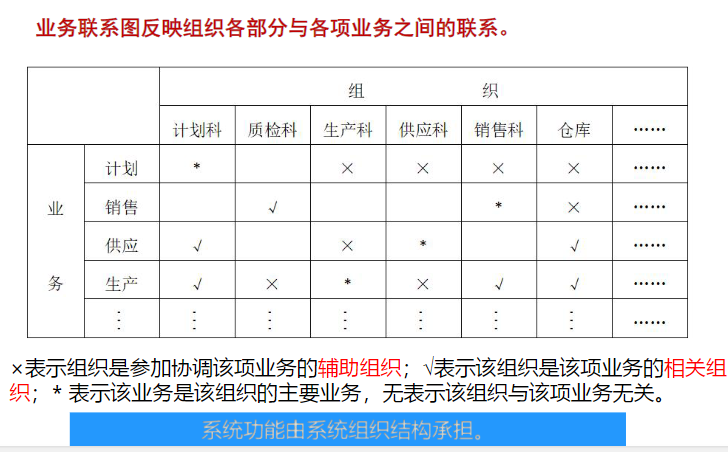 业务联系图反映组织各部分与各项业务之间的联系。
组 织
计划科 质检科 生产科 供应科 销售科 仓库 ……
业务
计划 * × × × × ……
销售 √ * × ……
供应 √ × * √ ……
生产 √ × * × √ √ ……
⋮ ⋮ ⋮ ⋮ ⋮ ⋮ ⋮ ……
×表示组织是参加协调该项业务的辅助组织；√表示该组织是该项业务的相关组
织；* 表示该业务是该组织的主要业务，无表示该组织与该项业务无关。
系统功能由系统组织结构承担。